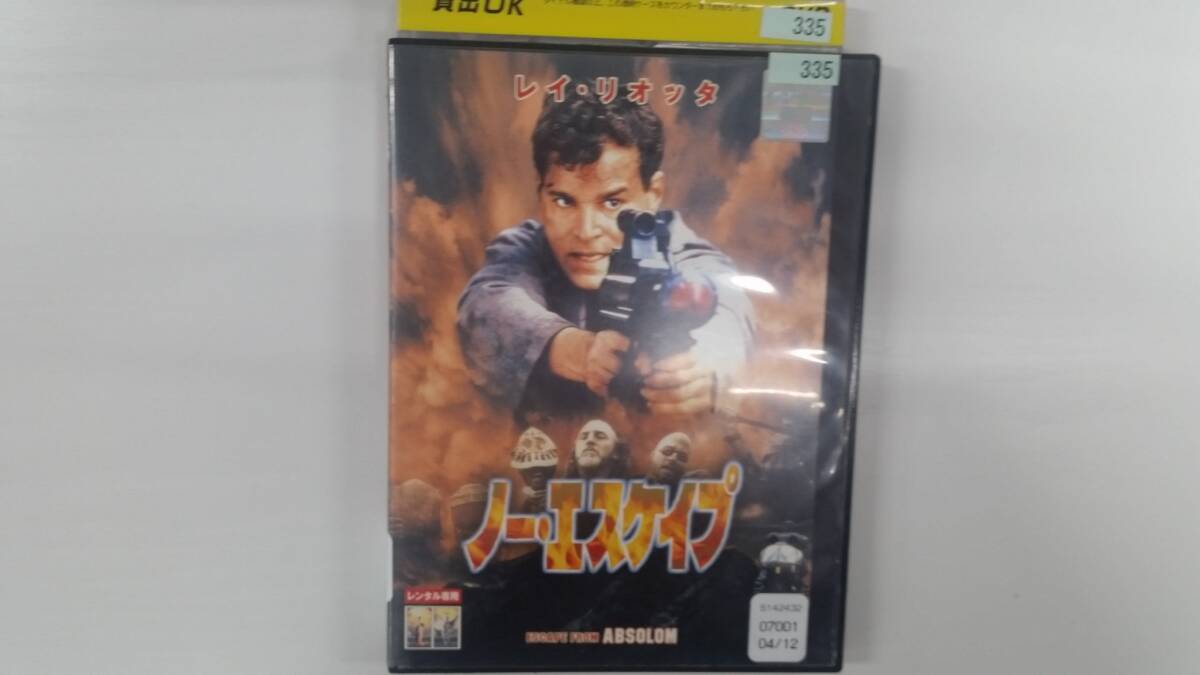 貸出OK
335
335
レイ・リオッタ
ノー・エスケイプ
レンタル専用
ESCAPE FROM ABSOLOM
5142432
07001
04/12